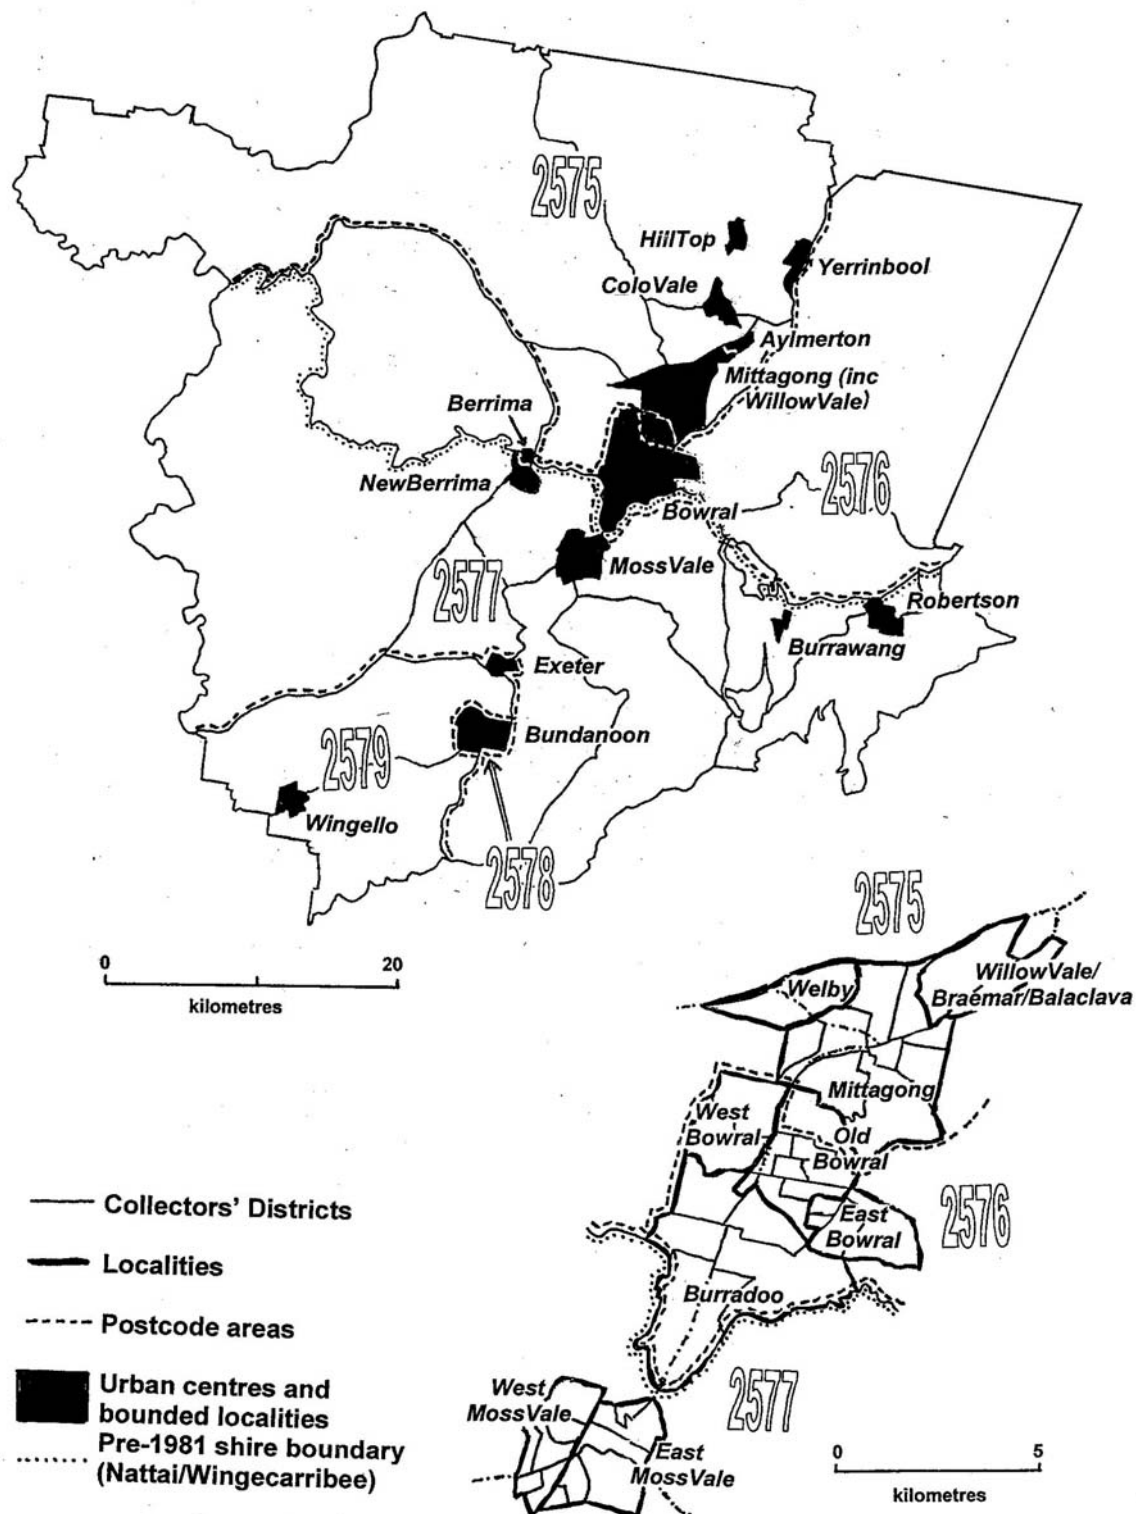 2575
HillTop
Yerrinbool
ColoVale
Aylmerton
Mittagong (inc
WillowVale)
Berrima
NewBerrima
2576
Bowral
MossVale
2577
Robertson
Burrawang
Exeter
Bundanoon
2579
Wingello
2578
0 20
kilometres
2575
WillowVale/
Braemar/Balaclava
Welby
Mittagong
West
Bowral
Old
Bowral
2576
East
Bowral
Burradoo
2577
West
MossVale
East
MossVale
0 5
kilometres
Collectors' Districts
Localities
Postcode areas
Urban centres and
bounded localities
Pre-1981 shire boundary
(Nattai/Wingecarribee)